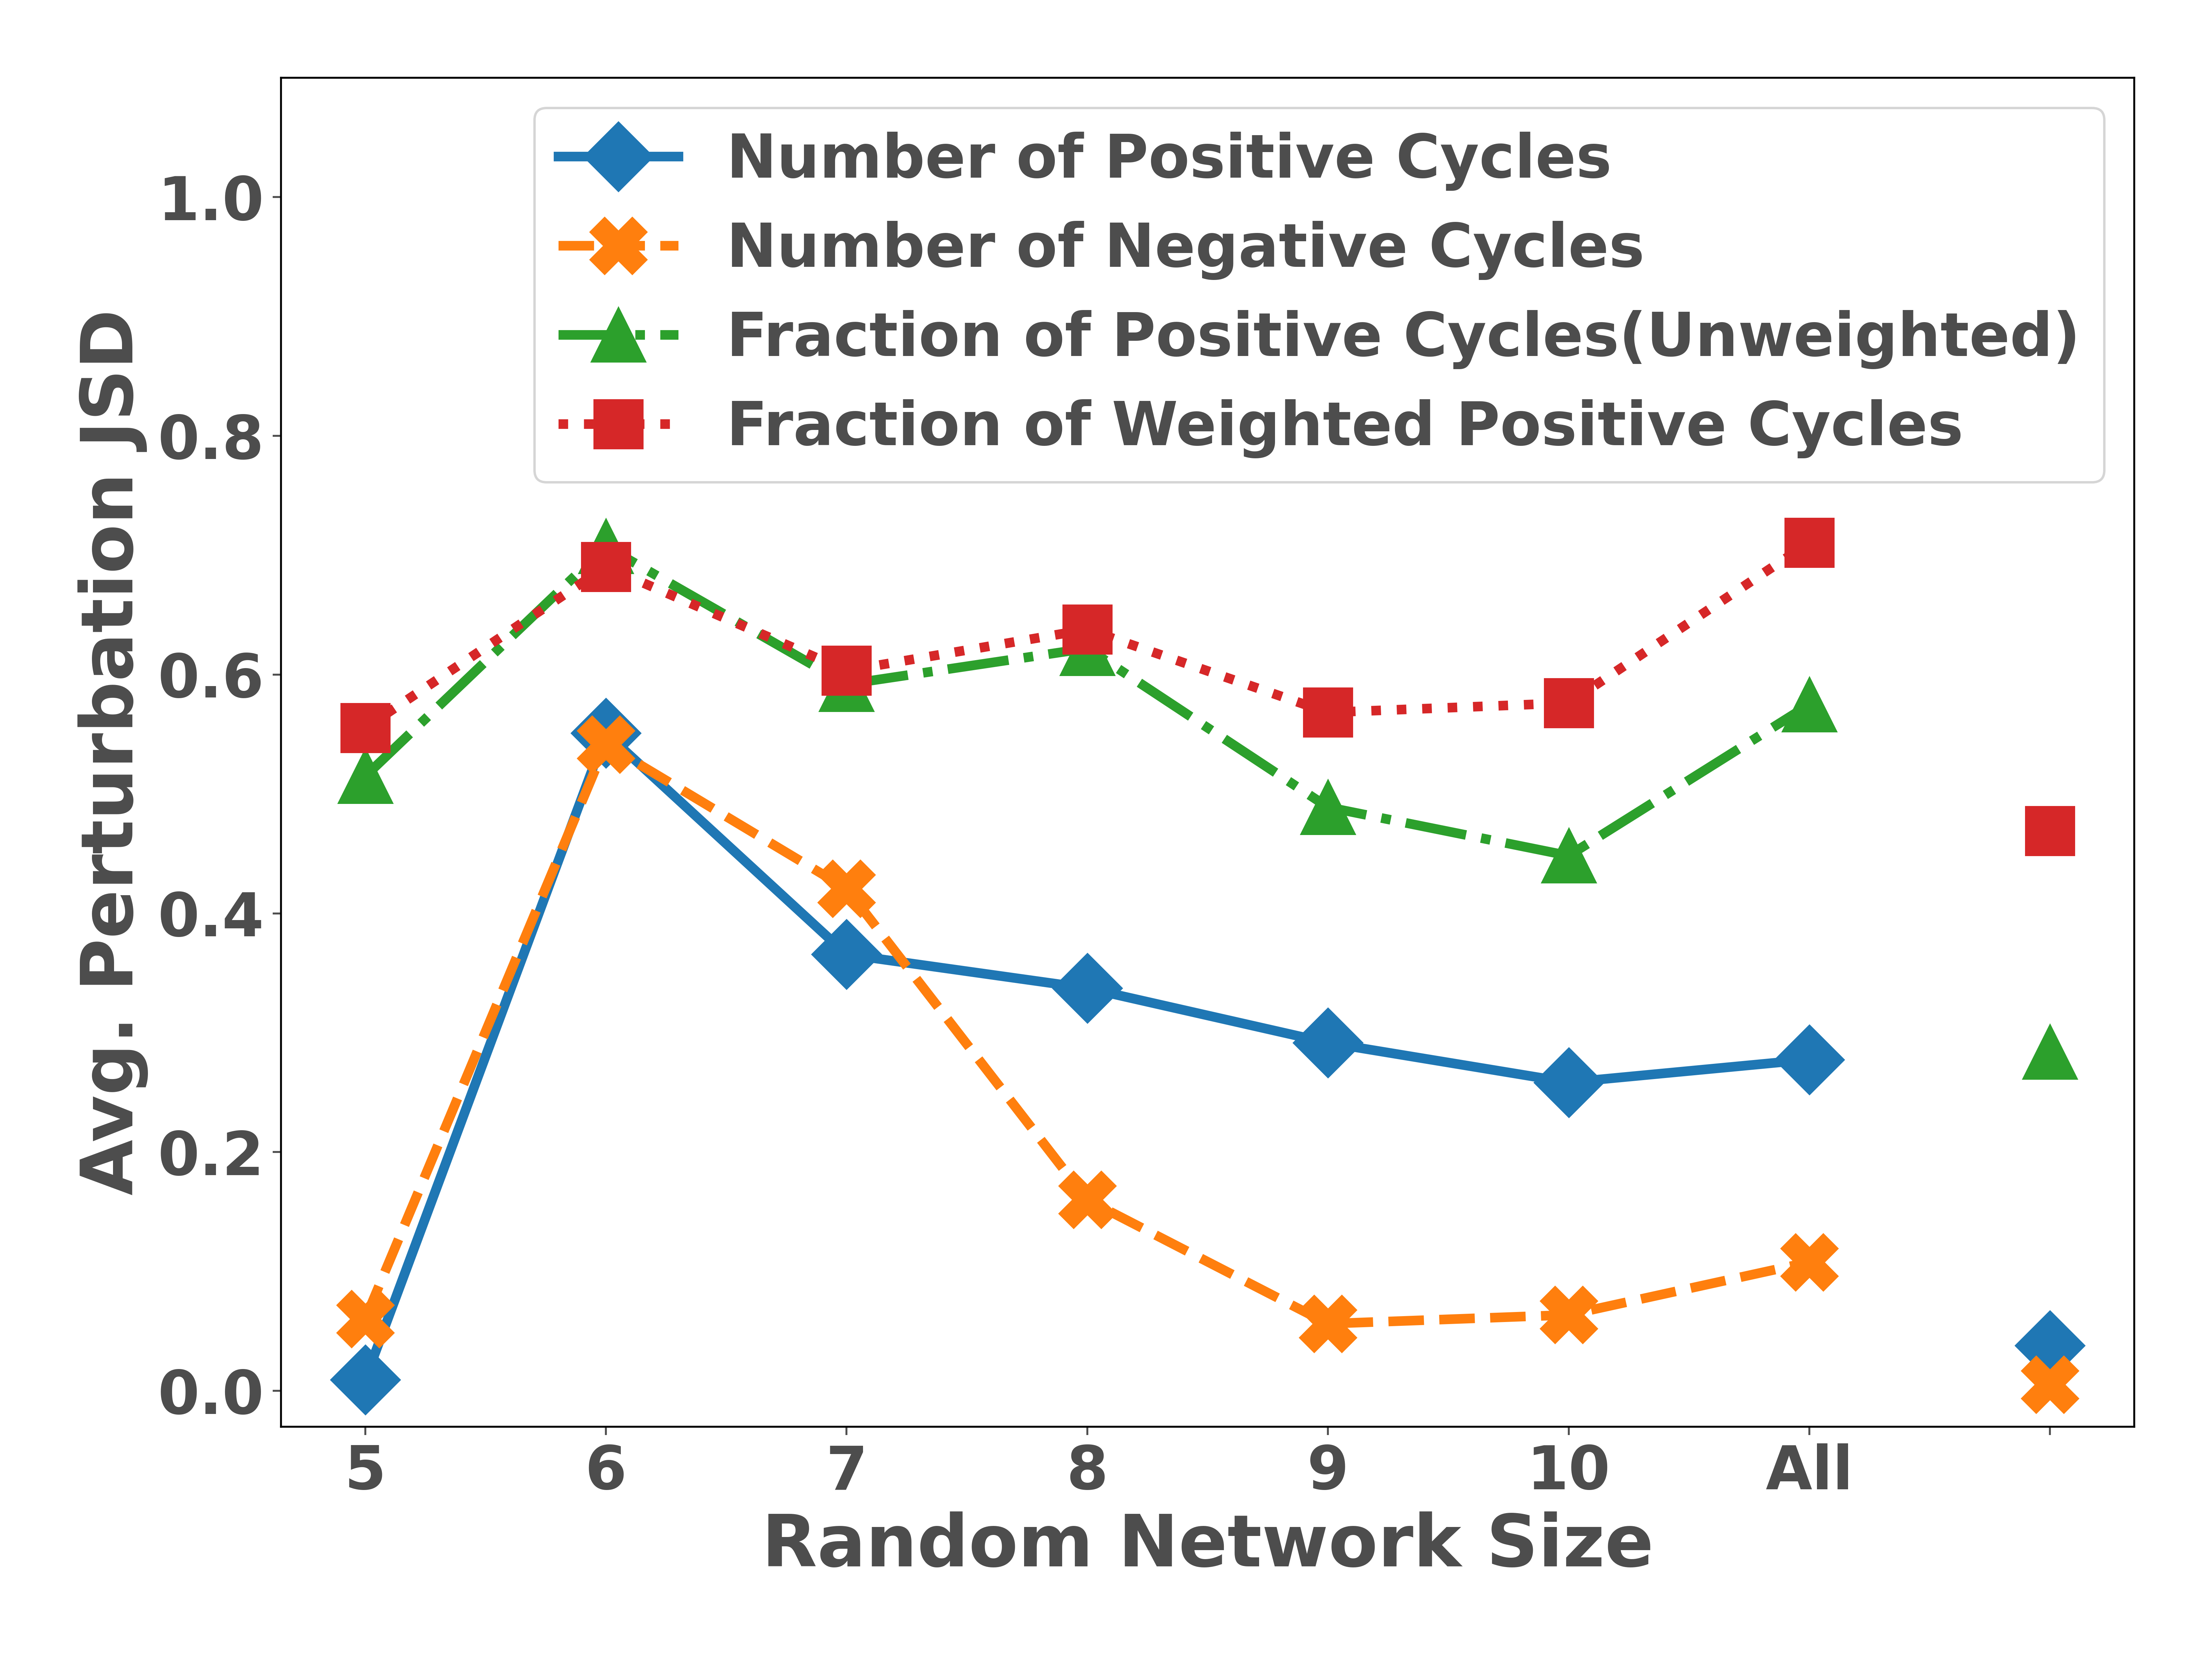 Number of Positive Cycles
Number of Negative Cycles
Fraction of Positive Cycles(Unweighted)
Fraction of Weighted Positive Cycles
Avg. Perturbation JSD
1.0
0.8
0.6
0.4
0.2
0.0
5 6 7 8 9 10 All
Random Network Size